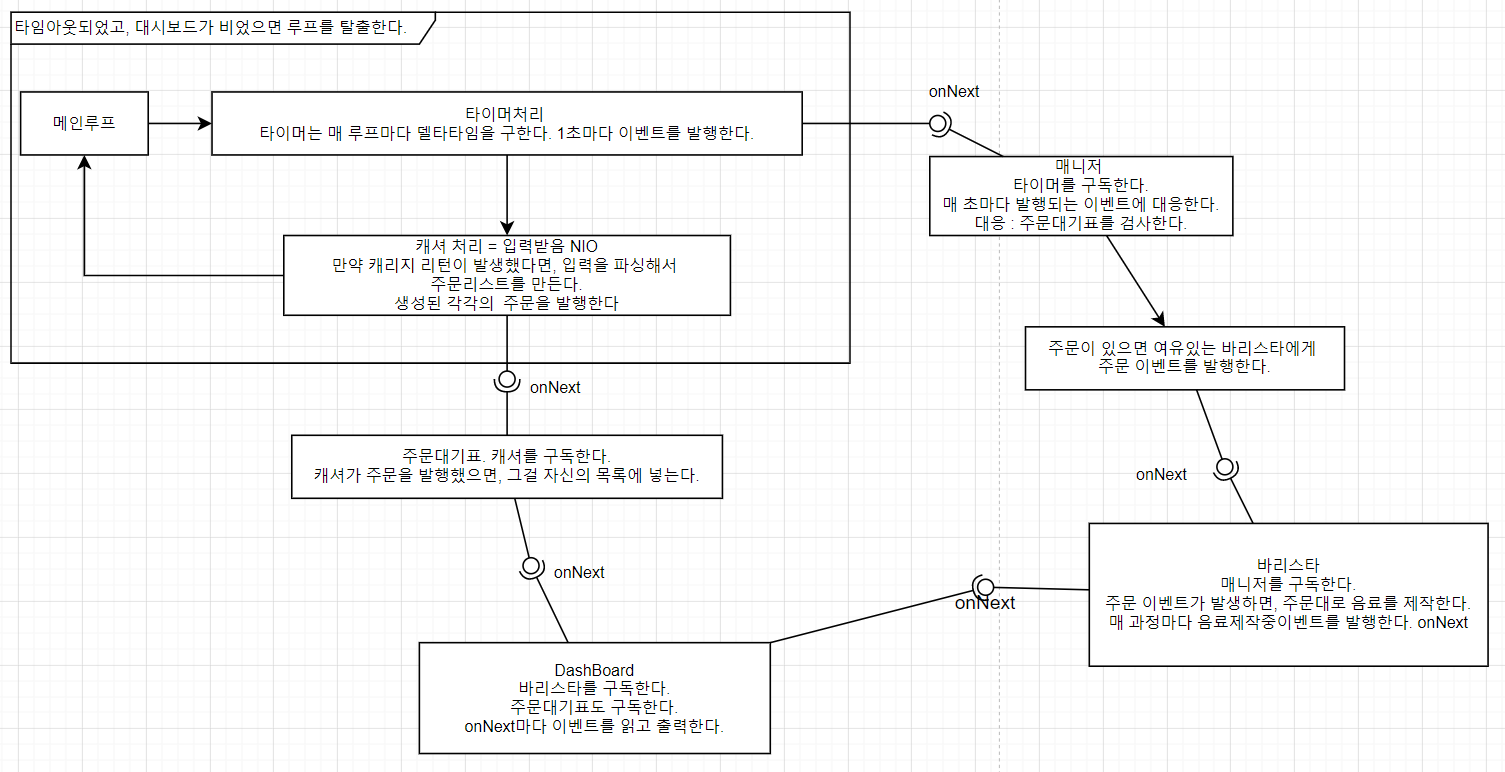 타임아웃되었고, 대시보드가 비었으면 루프를 탈출한다.
메인루프
타이머처리
타이머는 매 루프마다 델타타임을 구한다. 1초마다 이벤트를 발행한다.
onNext
매니저
타이머를 구독한다.
매 초마다 발행되는 이벤트에 대응한다.
대응 : 주문대기표를 검사한다.
캐셔 처리 = 입력받음 NIO
만약 캐리지 리턴이 발생했다면, 입력을 파싱해서
주문리스트를 만든다.
생성된 각각의 주문을 발행한다
주문이 있으면 여유있는 바리스타에게
주문 이벤트를 발행한다.
onNext
주문대기표. 캐셔를 구독한다.
캐셔가 주문을 발행했으면, 그걸 자신의 목록에 넣는다.
onNext
onNext
바리스타
매니저를 구독한다.
주문 이벤트가 발생하면, 주문대로 음료를 제작한다.
매 과정마다 음료제작중이벤트를 발행한다. onNext
onNext
DashBoard
바리스타를 구독한다.
주문대기표도 구독한다.
onNext마다 이벤트를 읽고 출력한다.